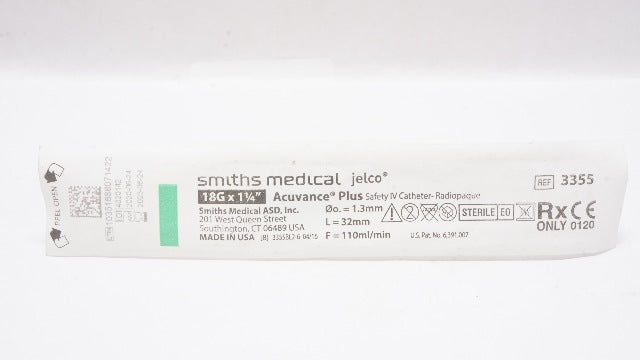 smiths medical jelco®
18G x 1¼" Acuvance® Plus Safety IV Catheter- Radiopaque
REF 3355
Smiths Medical ASD, Inc.
201 West Queen Street
Southington, CT 06489 USA
MADE IN USA
Øo. = 1.3mm
L = 32mm
F = 110ml/min
STERILE EO
U.S. Pat. No. 6,391,007
Rx CE
ONLY 0120
PEEL OPEN